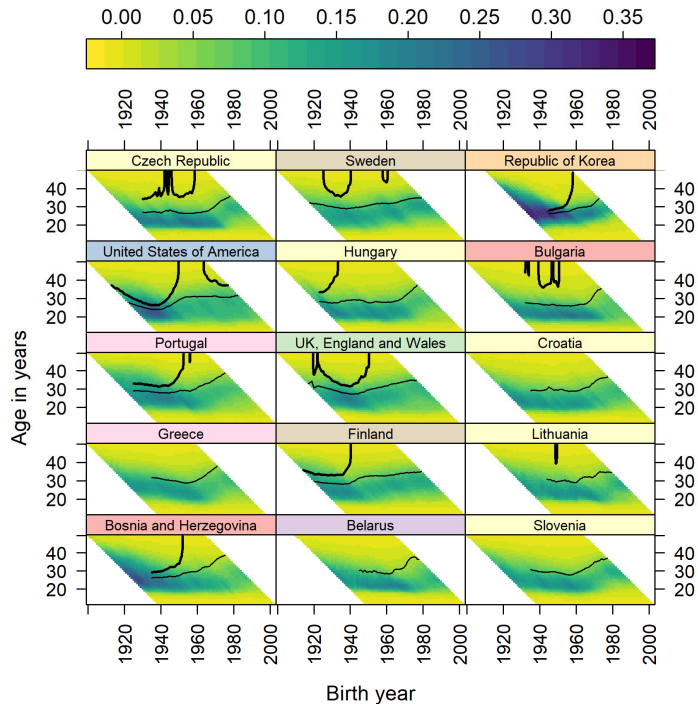 0.00 0.05 0.10 0.15 0.20 0.25 0.30 0.35
1920 1940 1960 1980 2000 1920 1940 1960 1980 2000 1920 1940 1960 1980 2000
Czech Republic Sweden Republic of Korea
40 40
30 30
20 20
United States of America Hungary Bulgaria
40 40
30 30
20 20
Portugal UK, England and Wales Croatia
40 40
30 30
20 20
Greece Finland Lithuania
40 40
30 30
20 20
Bosnia and Herzegovina Belarus Slovenia
40 40
30 30
20 20
1920 1940 1960 1980 2000 1920 1940 1960 1980 2000 1920 1940 1960 1980 2000
Age in years
Birth year